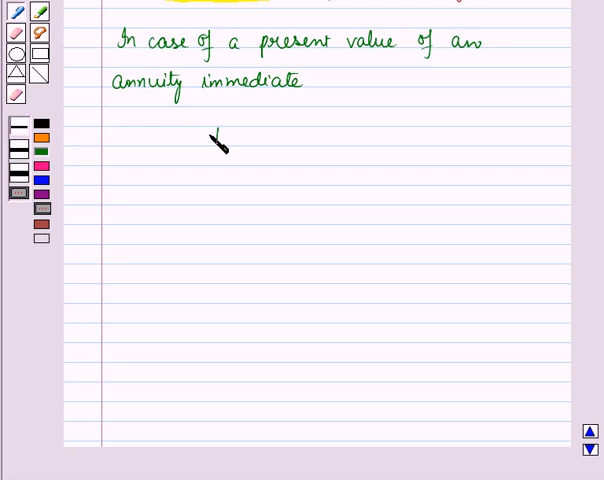 In case of a present value of an
annuity immediate